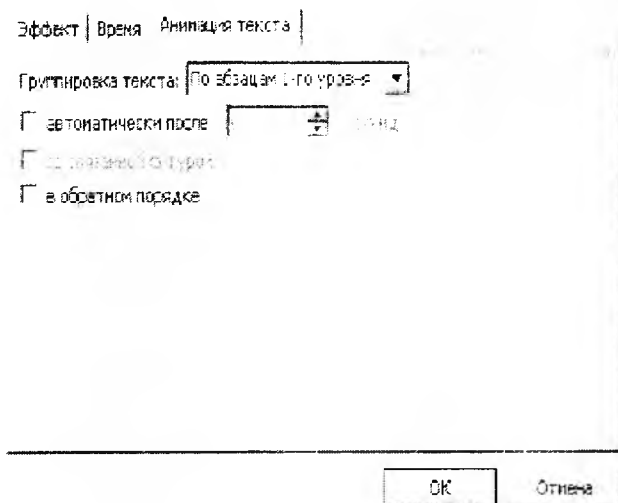 Эффект Время Анимация текста
Группировка текста: По абзацам 1-го уровня
автоматически после
в обратном порядке
OK Отмена